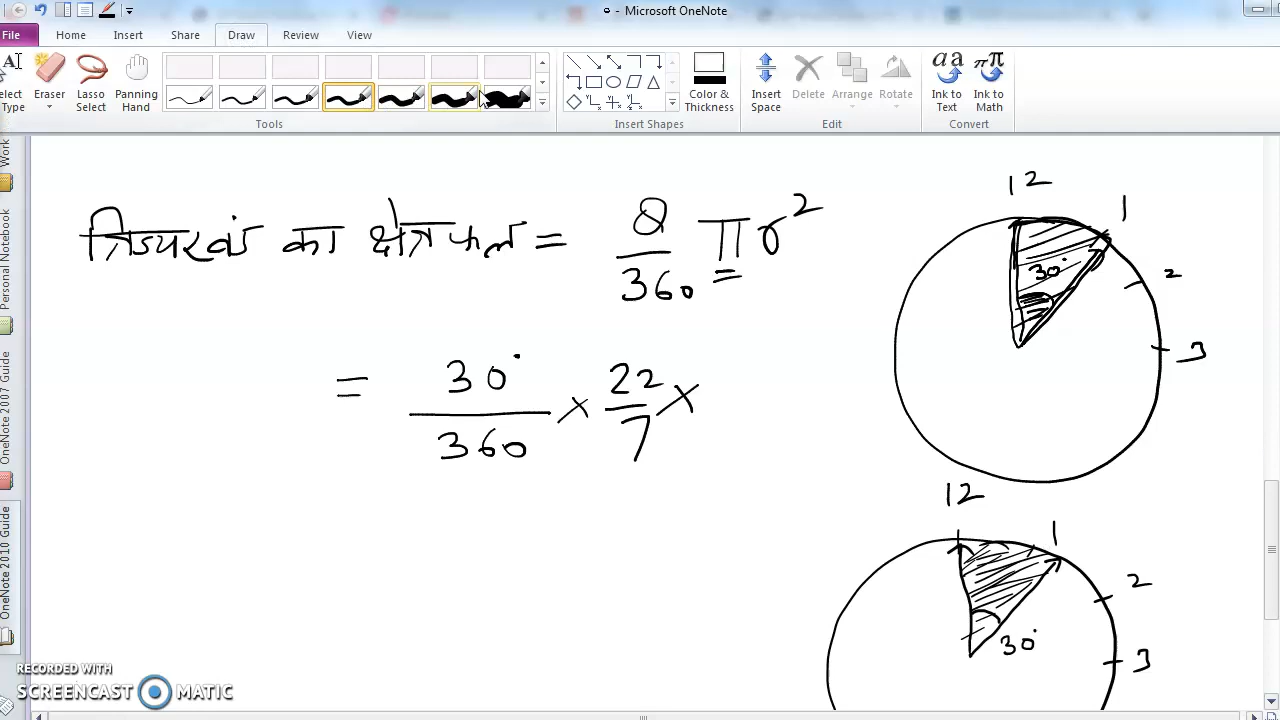 Microsoft OneNote
File Home Insert Share Draw Review View
Select Type Eraser Lasso Select Panning Hand Color & Thickness Insert Space Delete Arrange Rotate Ink to Text Ink to Math
Tools Insert Shapes Edit Convert
Personal Notebook
OneNote 2007 Guide
OneNote 2010 Guide
त्रिज्यखंड का क्षेत्रफल = θ/360 πr²
= 30°/360 × 22/7 ×
12
1
2
3
30°
12
1
2
3
30°
RECORDED WITH
SCREENCAST MATIC